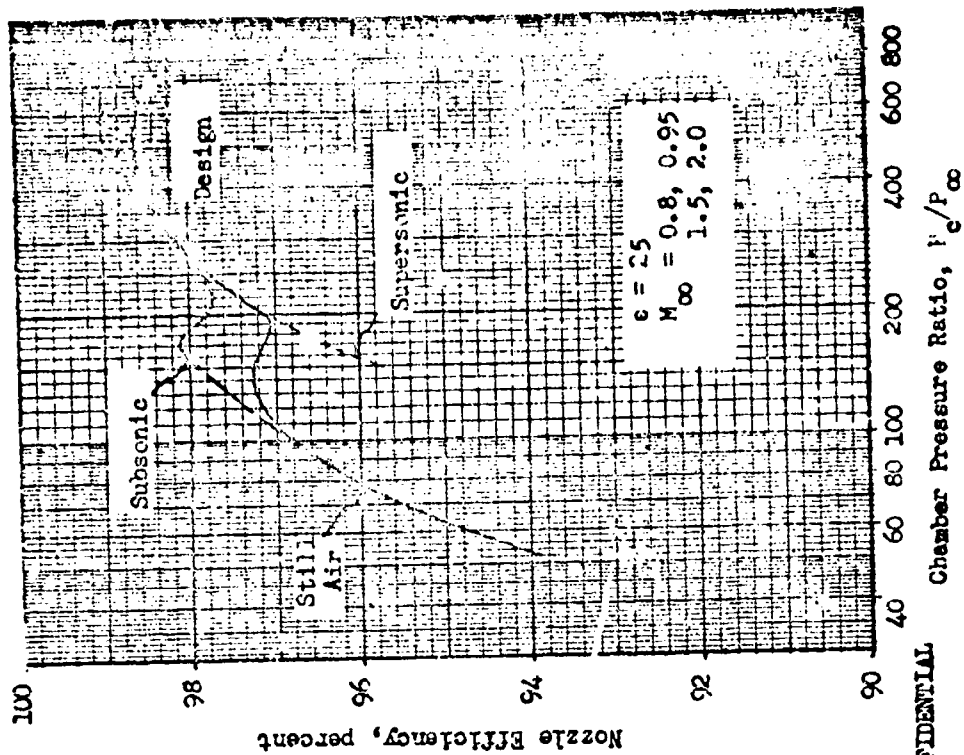 100
98
96
94
92
90
Nozzle Efficiency, percent
Subsonic
Design
Still
Air
Supersonic
ε = 25
M∞ = 0.8, 0.95
1.5, 2.0
40
60
80
100
200
400
600
800
Chamber Pressure Ratio, Pc/P∞
SIDENTIAL